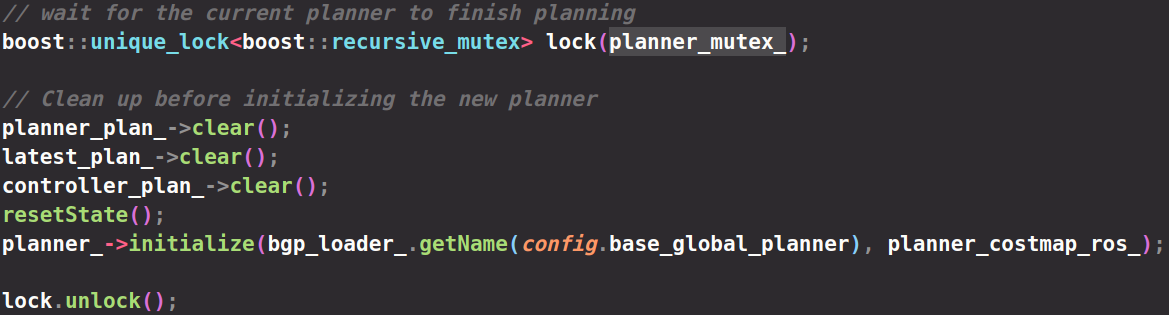 // wait for the current planner to finish planning
boost::unique_lock<boost::recursive_mutex> lock(planner_mutex_);
// Clean up before initializing the new planner
planner_plan_->clear();
latest_plan_->clear();
controller_plan_->clear();
resetState();
planner_->initialize(bgp_loader_.getName(config.base_global_planner), planner_costmap_ros_);
lock.unlock();